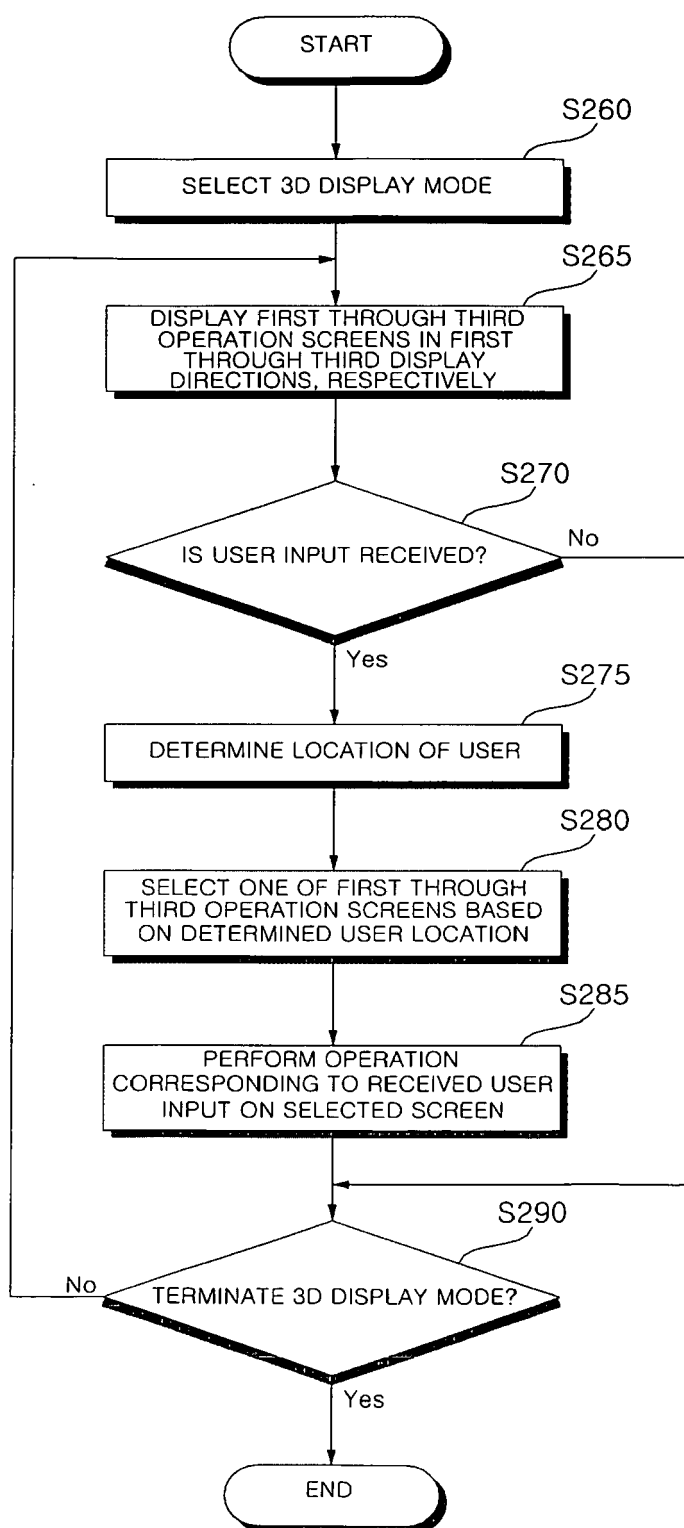 START
S260
SELECT 3D DISPLAY MODE
S265
DISPLAY FIRST THROUGH THIRD
OPERATION SCREENS IN FIRST
THROUGH THIRD DISPLAY
DIRECTIONS, RESPECTIVELY
S270
IS USER INPUT RECEIVED?
No
Yes
S275
DETERMINE LOCATION OF USER
S280
SELECT ONE OF FIRST THROUGH
THIRD OPERATION SCREENS BASED
ON DETERMINED USER LOCATION
S285
PERFORM OPERATION
CORRESPONDING TO RECEIVED USER
INPUT ON SELECTED SCREEN
S290
No
TERMINATE 3D DISPLAY MODE?
Yes
END